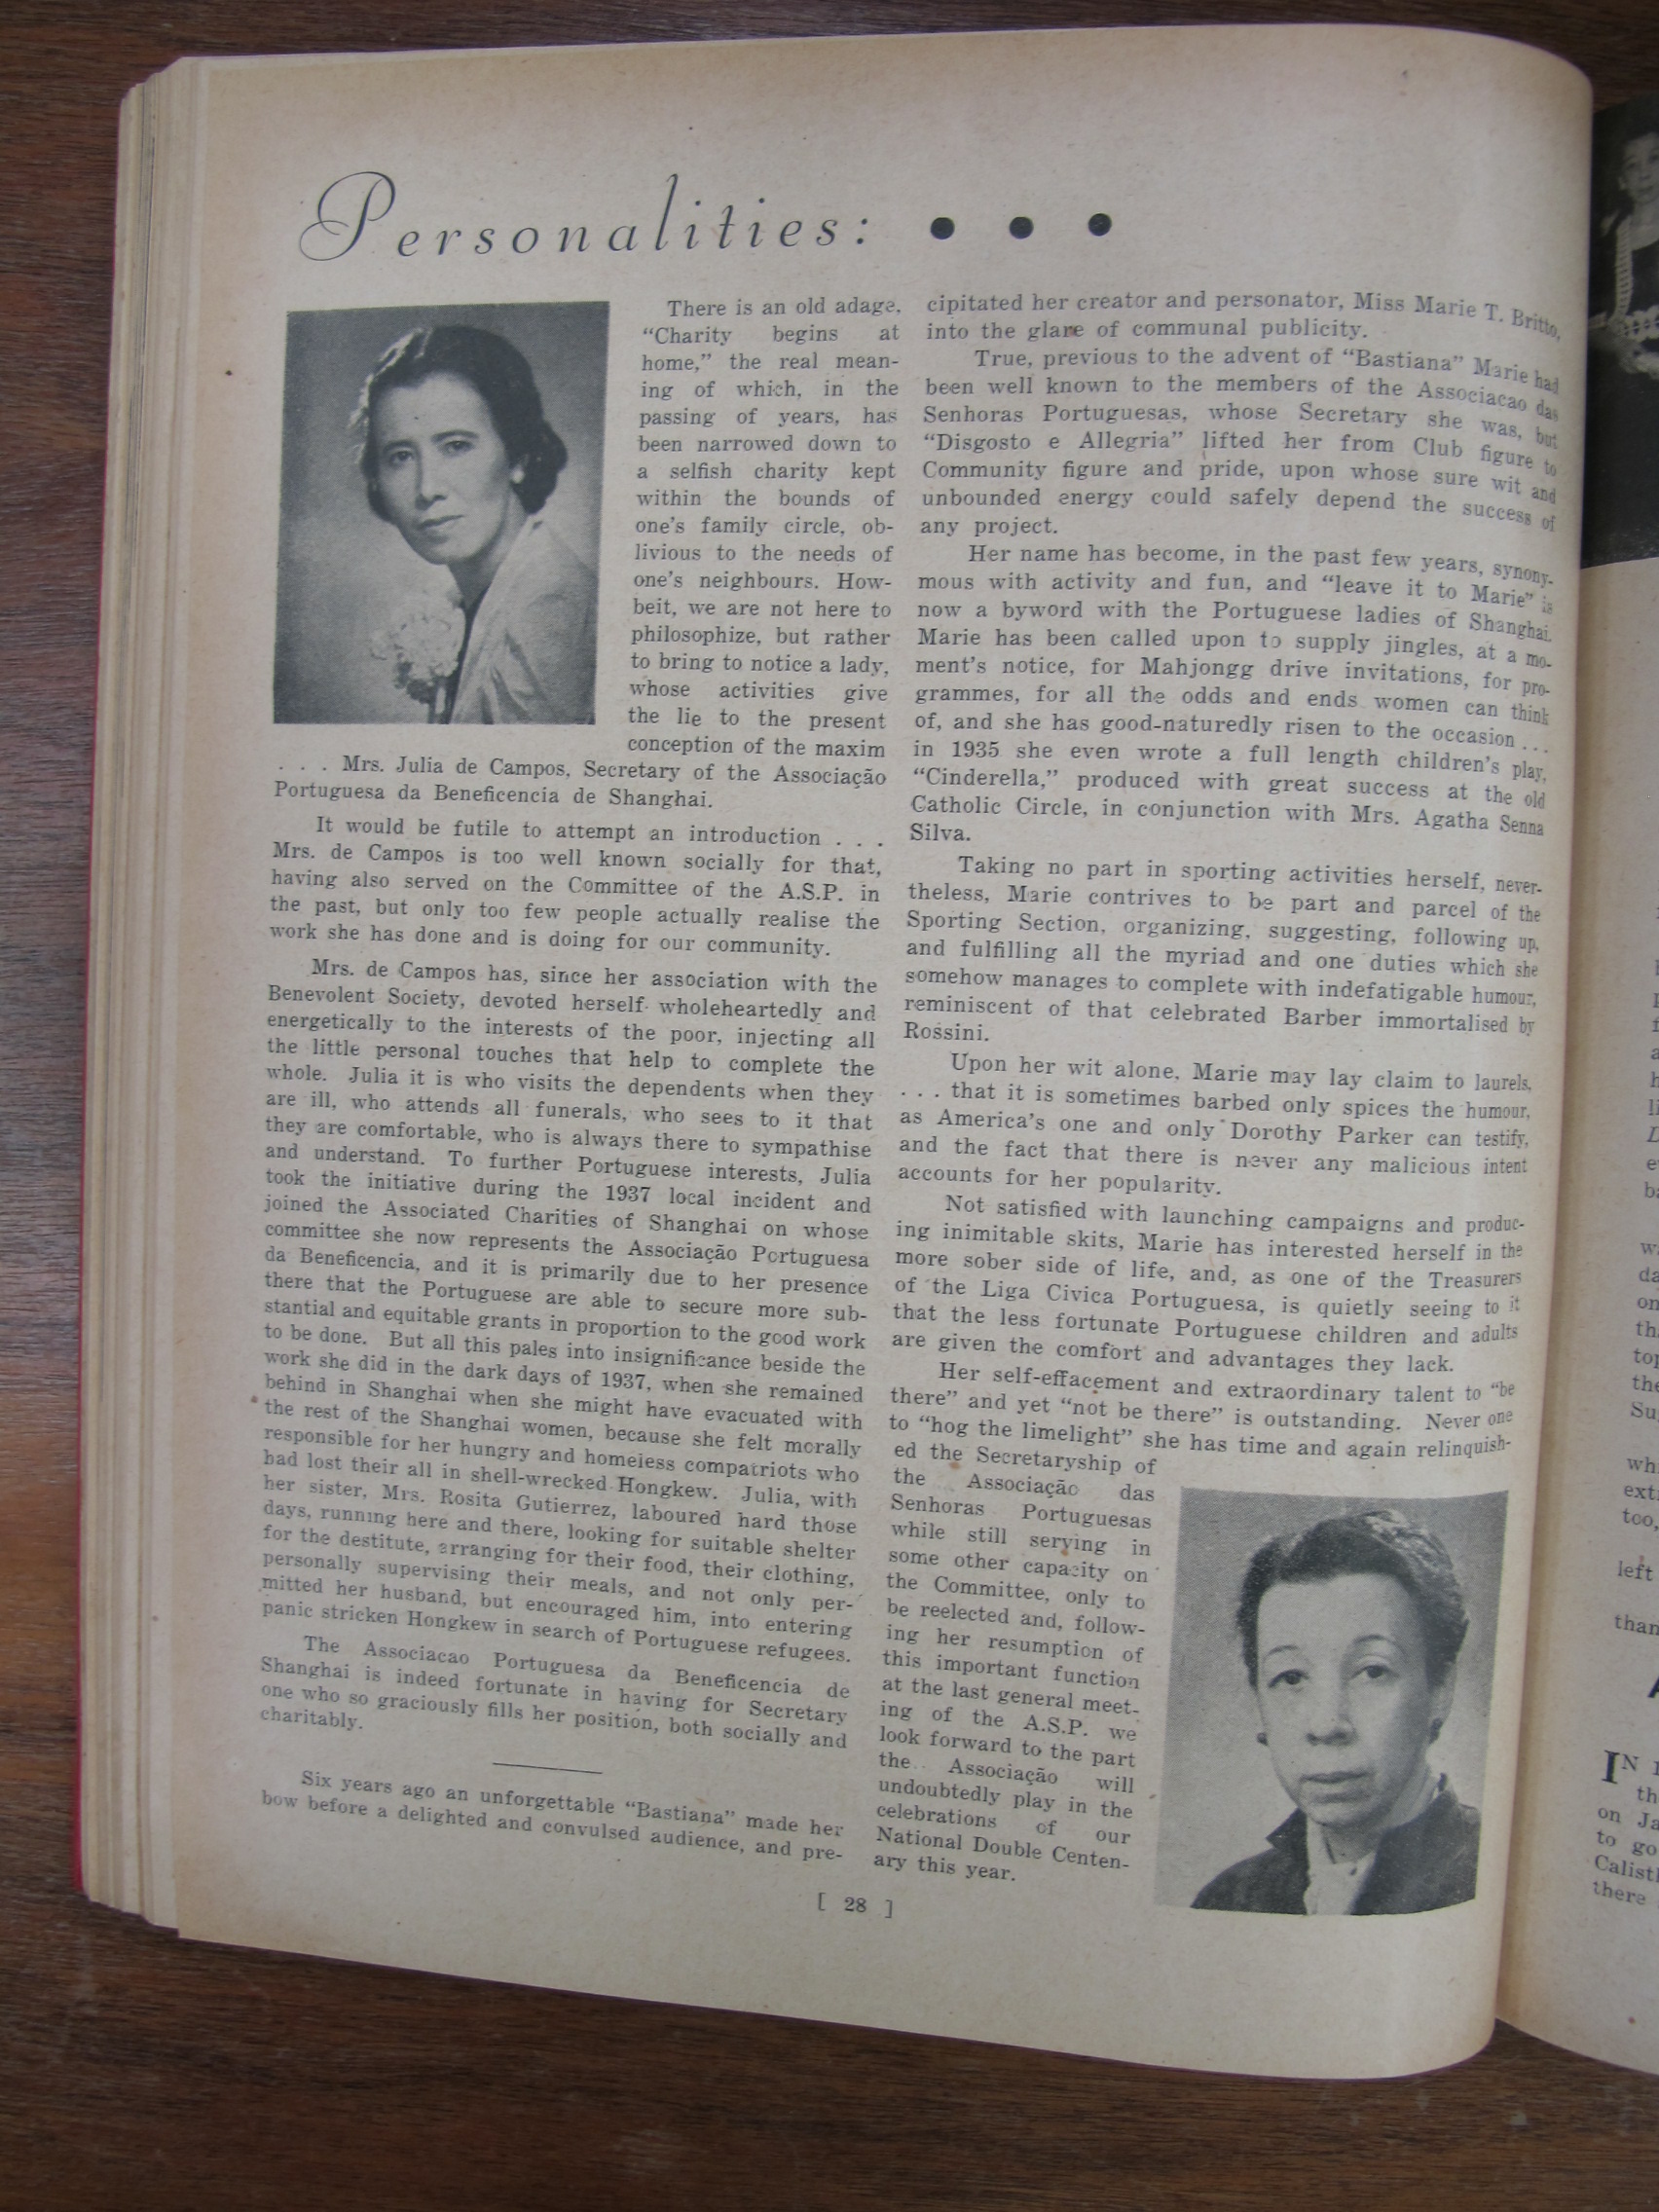 Personalities: • • •
There is an old adage,
“Charity begins at
home,” the real mean-
ing of which, in the
passing of years, has
been narrowed down to
a selfish charity kept
within the bounds of
one's family circle, ob-
livious to the needs of
one's neighbours. How-
beit, we are not here to
philosophize, but rather
to bring to notice a lady,
whose activities give
the lie to the present
conception of the maxim
. . . Mrs. Julia de Campos, Secretary of the Associação
Portuguesa da Beneficencia de Shanghai.
It would be futile to attempt an introduction . . .
Mrs. de Campos is too well known socially for that,
having also served on the Committee of the A.S.P. in
the past, but only too few people actually realise the
work she has done and is doing for our community.
Mrs. de Campos has, since her association with the
Benevolent Society, devoted herself wholeheartedly and
energetically to the interests of the poor, injecting all
the little personal touches that help to complete the
whole. Julia it is who visits the dependents when they
are ill, who attends all funerals, who sees to it that
they are comfortable, who is always there to sympathise
and understand. To further Portuguese interests, Julia
took the initiative during the 1937 local incident and
joined the Associated Charities of Shanghai on whose
committee she now represents the Associação Portuguesa
da Beneficencia, and it is primarily due to her presence
there that the Portuguese are able to secure more sub-
stantial and equitable grants in proportion to the good work
to be done. But all this pales into insignificance beside the
work she did in the dark days of 1937, when she remained
behind in Shanghai when she might have evacuated with
the rest of the Shanghai women, because she felt morally
responsible for her hungry and homeless compatriots who
had lost their all in shell-wrecked Hongkew. Julia, with
her sister, Mrs. Rosita Gutierrez, laboured hard those
days, running here and there, looking for suitable shelter
for the destitute, arranging for their food, their clothing,
personally supervising their meals, and not only per-
mitted her husband, but encouraged him, into entering
panic stricken Hongkew in search of Portuguese refugees.
The Associacao Portuguesa da Beneficencia de
Shanghai is indeed fortunate in having for Secretary
one who so graciously fills her position, both socially and
charitably.
Six years ago an unforgettable “Bastiana” made her
bow before a delighted and convulsed audience, and pre-
cipitated her creator and personator, Miss Marie T. Britto,
into the glare of communal publicity.
True, previous to the advent of “Bastiana” Marie had
been well known to the members of the Associacao das
Senhoras Portuguesas, whose Secretary she was, but
“Disgosto e Allegria” lifted her from Club figure to
Community figure and pride, upon whose sure wit and
unbounded energy could safely depend the success of
any project.
Her name has become, in the past few years, synony-
mous with activity and fun, and “leave it to Marie” is
now a byword with the Portuguese ladies of Shanghai.
Marie has been called upon to supply jingles, at a mo-
ment's notice, for Mahjongg drive invitations, for pro-
grammes, for all the odds and ends women can think
of, and she has good-naturedly risen to the occasion . . .
in 1935 she even wrote a full length children's play,
“Cinderella,” produced with great success at the old
Catholic Circle, in conjunction with Mrs. Agatha Senna
Silva.
Taking no part in sporting activities herself, never-
theless, Marie contrives to be part and parcel of the
Sporting Section, organizing, suggesting, following up,
and fulfilling all the myriad and one duties which she
somehow manages to complete with indefatigable humour,
reminiscent of that celebrated Barber immortalised by
Rossini.
Upon her wit alone, Marie may lay claim to laurels,
. . . that it is sometimes barbed only spices the humour,
as America's one and only Dorothy Parker can testify,
and the fact that there is never any malicious intent
accounts for her popularity.
Not satisfied with launching campaigns and produc-
ing inimitable skits, Marie has interested herself in the
more sober side of life, and, as one of the Treasurers
of the Liga Civica Portuguesa, is quietly seeing to it
that the less fortunate Portuguese children and adults
are given the comfort and advantages they lack.
Her self-effacement and extraordinary talent to “be
there” and yet “not be there” is outstanding. Never one
to “hog the limelight” she has time and again relinquish-
ed the Secretaryship of
the Associação das
Senhoras Portuguesas
while still serving in
some other capacity on
the Committee, only to
be reelected and, follow-
ing her resumption of
this important function
at the last general meet-
ing of the A.S.P. we
look forward to the part
the Associação will
undoubtedly play in the
celebrations of our
National Double Centen-
ary this year.
[ 28 ]
left
than
IN
on Ja
to go
Calist
there